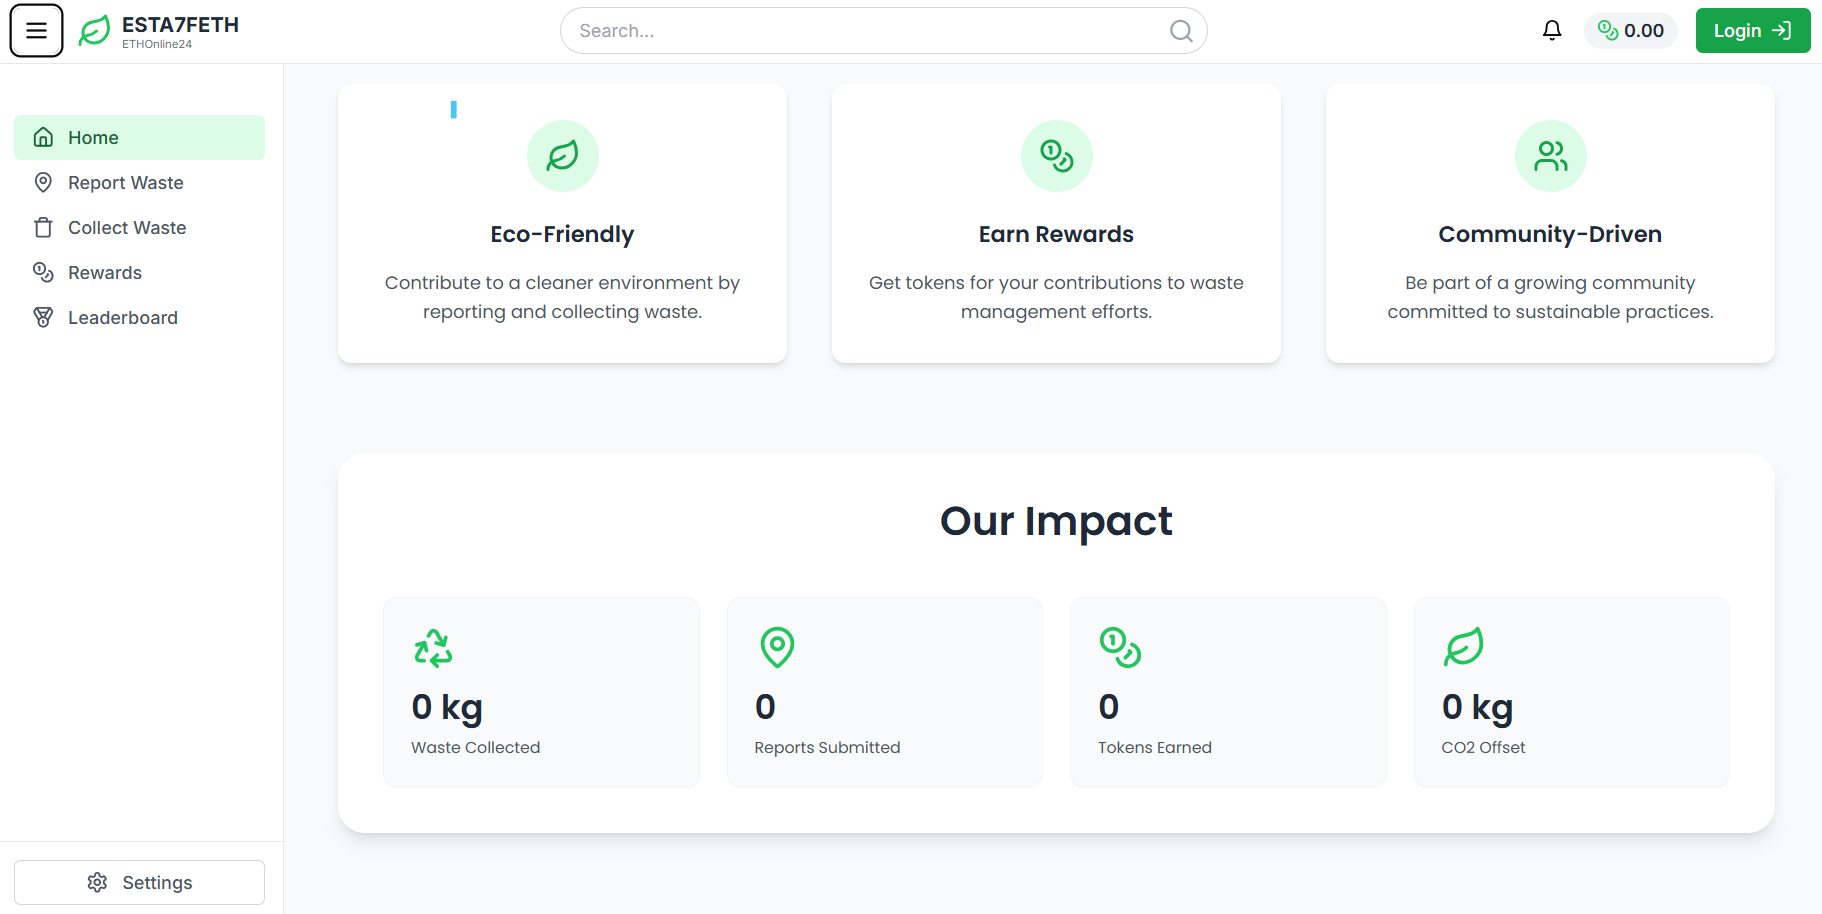 ESTA7FETH
ETHOnline24
Search...
0.00
Login
Home
Report Waste
Collect Waste
Rewards
Leaderboard
Settings
Eco-Friendly
Contribute to a cleaner environment by
reporting and collecting waste.
Earn Rewards
Get tokens for your contributions to waste
management efforts.
Community-Driven
Be part of a growing community
committed to sustainable practices.
Our Impact
0 kg
Waste Collected
0
Reports Submitted
0
Tokens Earned
0 kg
CO2 Offset